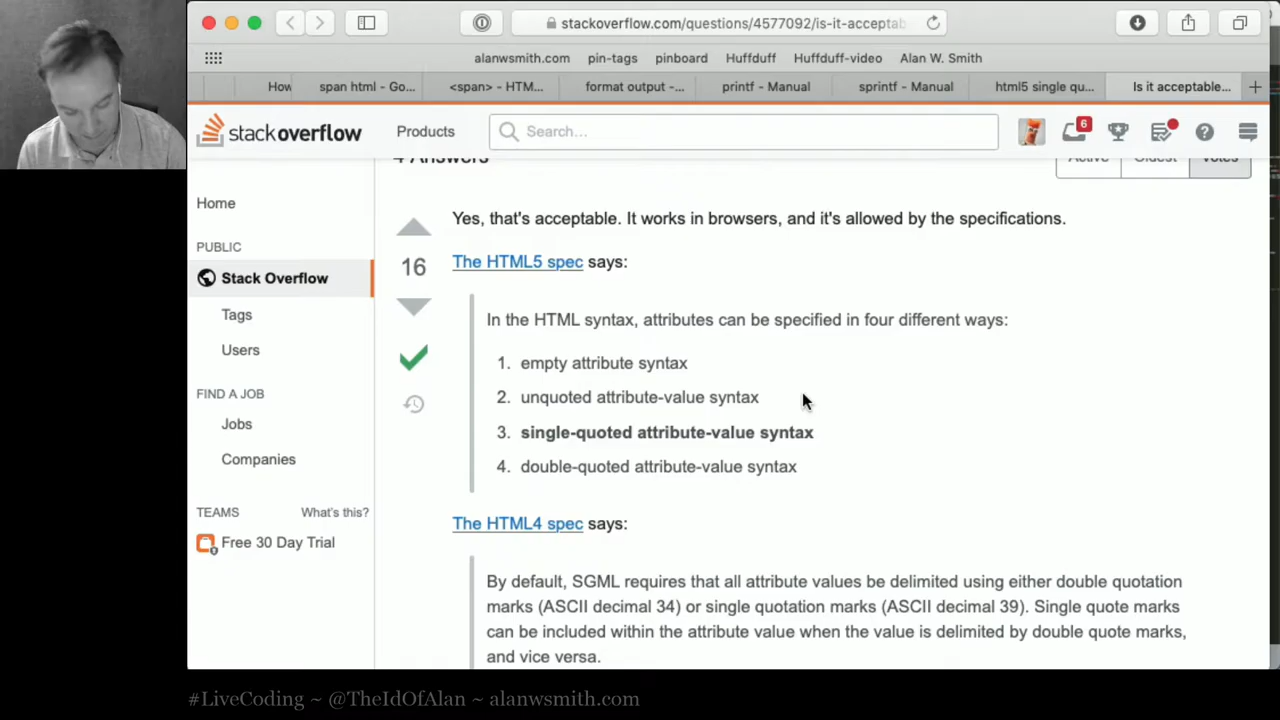 stackoverflow.com/questions/4577092/is-it-accepta
alanwsmith.com pin-tags pinboard Huffduff Huffduff-video Alan W. Smith
How span html - Go... <span> - HTM... format output -... printf - Manual sprintf - Manual html5 single qu... Is it acceptable...
stackoverflow Products Search... 6
4 Answers Active Oldest Votes
Home
PUBLIC
Stack Overflow
Tags
Users
FIND A JOB
Jobs
Companies
TEAMS What's this?
Free 30 Day Trial
16
Yes, that's acceptable. It works in browsers, and it's allowed by the specifications.
The HTML5 spec says:
In the HTML syntax, attributes can be specified in four different ways:
1. empty attribute syntax
2. unquoted attribute-value syntax
3. single-quoted attribute-value syntax
4. double-quoted attribute-value syntax
The HTML4 spec says:
By default, SGML requires that all attribute values be delimited using either double quotation
marks (ASCII decimal 34) or single quotation marks (ASCII decimal 39). Single quote marks
can be included within the attribute value when the value is delimited by double quote marks,
and vice versa.
#LiveCoding ~ @TheIdOfAlan ~ alanwsmith.com